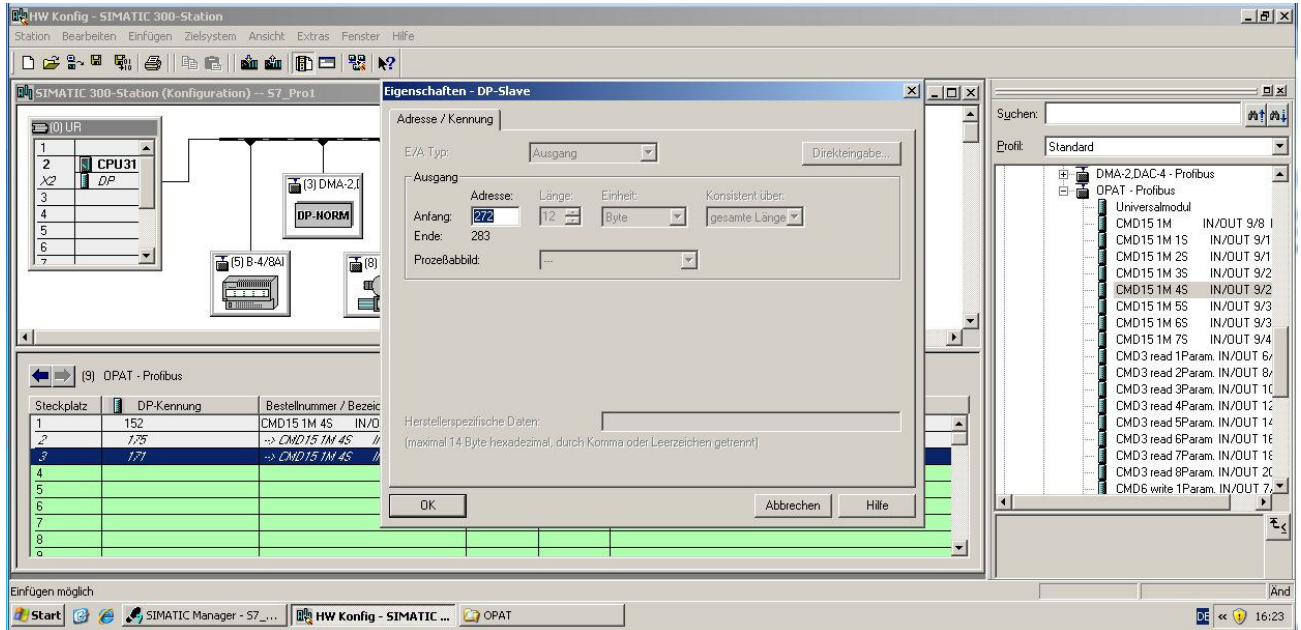 HW Konfig - SIMATIC 300-Station
Station Bearbeiten Einfügen Zielsystem Ansicht Extras Fenster Hilfe
SIMATIC 300-Station (Konfiguration) -- S7_Pro1
(0) UR
1
2 CPU31
X2 DP
3
4
5
6
7
(3) DMA-2,D
DP-NORM
(5) B-4/8AI
(8)
(9) OPAT - Profibus
Steckplatz DP-Kennung Bestellnummer / Bezeic
1 152 CMD15 1M 4S IN/O
2 175 --> CMD15 1M 4S
3 171 --> CMD15 1M 4S
4
5
6
7
8
9
Eigenschaften - DP-Slave
Adresse / Kennung
E/A Typ: Ausgang Direkteingabe...
Ausgang
Adresse: Länge: Einheit: Konsistent über:
Anfang: 272 12 Byte gesamte Länge
Ende: 283
Prozeßabbild: ---
Herstellerspezifische Daten:
(maximal 14 Byte hexadezimal, durch Komma oder Leerzeichen getrennt)
OK Abbrechen Hilfe
Suchen:
Profil: Standard
DMA-2,DAC-4 - Profibus
OPAT - Profibus
Universalmodul
CMD15 1M IN/OUT 9/8
CMD15 1M 1S IN/OUT 9/1
CMD15 1M 2S IN/OUT 9/1
CMD15 1M 3S IN/OUT 9/2
CMD15 1M 4S IN/OUT 9/2
CMD15 1M 5S IN/OUT 9/3
CMD15 1M 6S IN/OUT 9/3
CMD15 1M 7S IN/OUT 9/4
CMD3 read 1Param. IN/OUT 6/
CMD3 read 2Param. IN/OUT 8/
CMD3 read 3Param. IN/OUT 10
CMD3 read 4Param. IN/OUT 12
CMD3 read 5Param. IN/OUT 14
CMD3 read 6Param. IN/OUT 16
CMD3 read 7Param. IN/OUT 18
CMD3 read 8Param. IN/OUT 20
CMD6 write 1Param. IN/OUT 7/
Einfügen möglich
Änd
Start SIMATIC Manager - S7_... HW Konfig - SIMATIC ... OPAT DE « 16:23